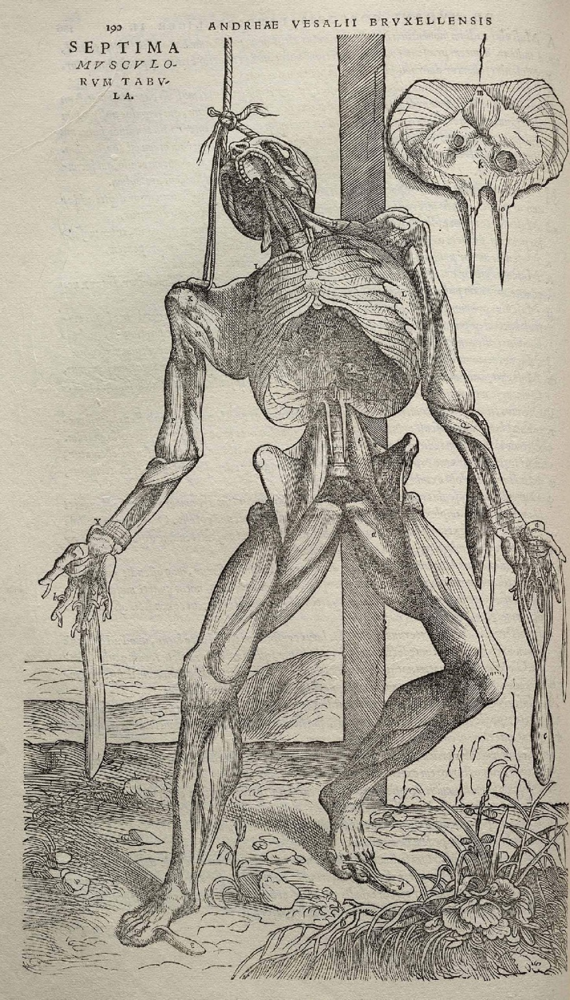 190
ANDREAE VESALII BRVXELLENSIS
SEPTIMA
MVSCVLO-
RVM TABV-
LA.